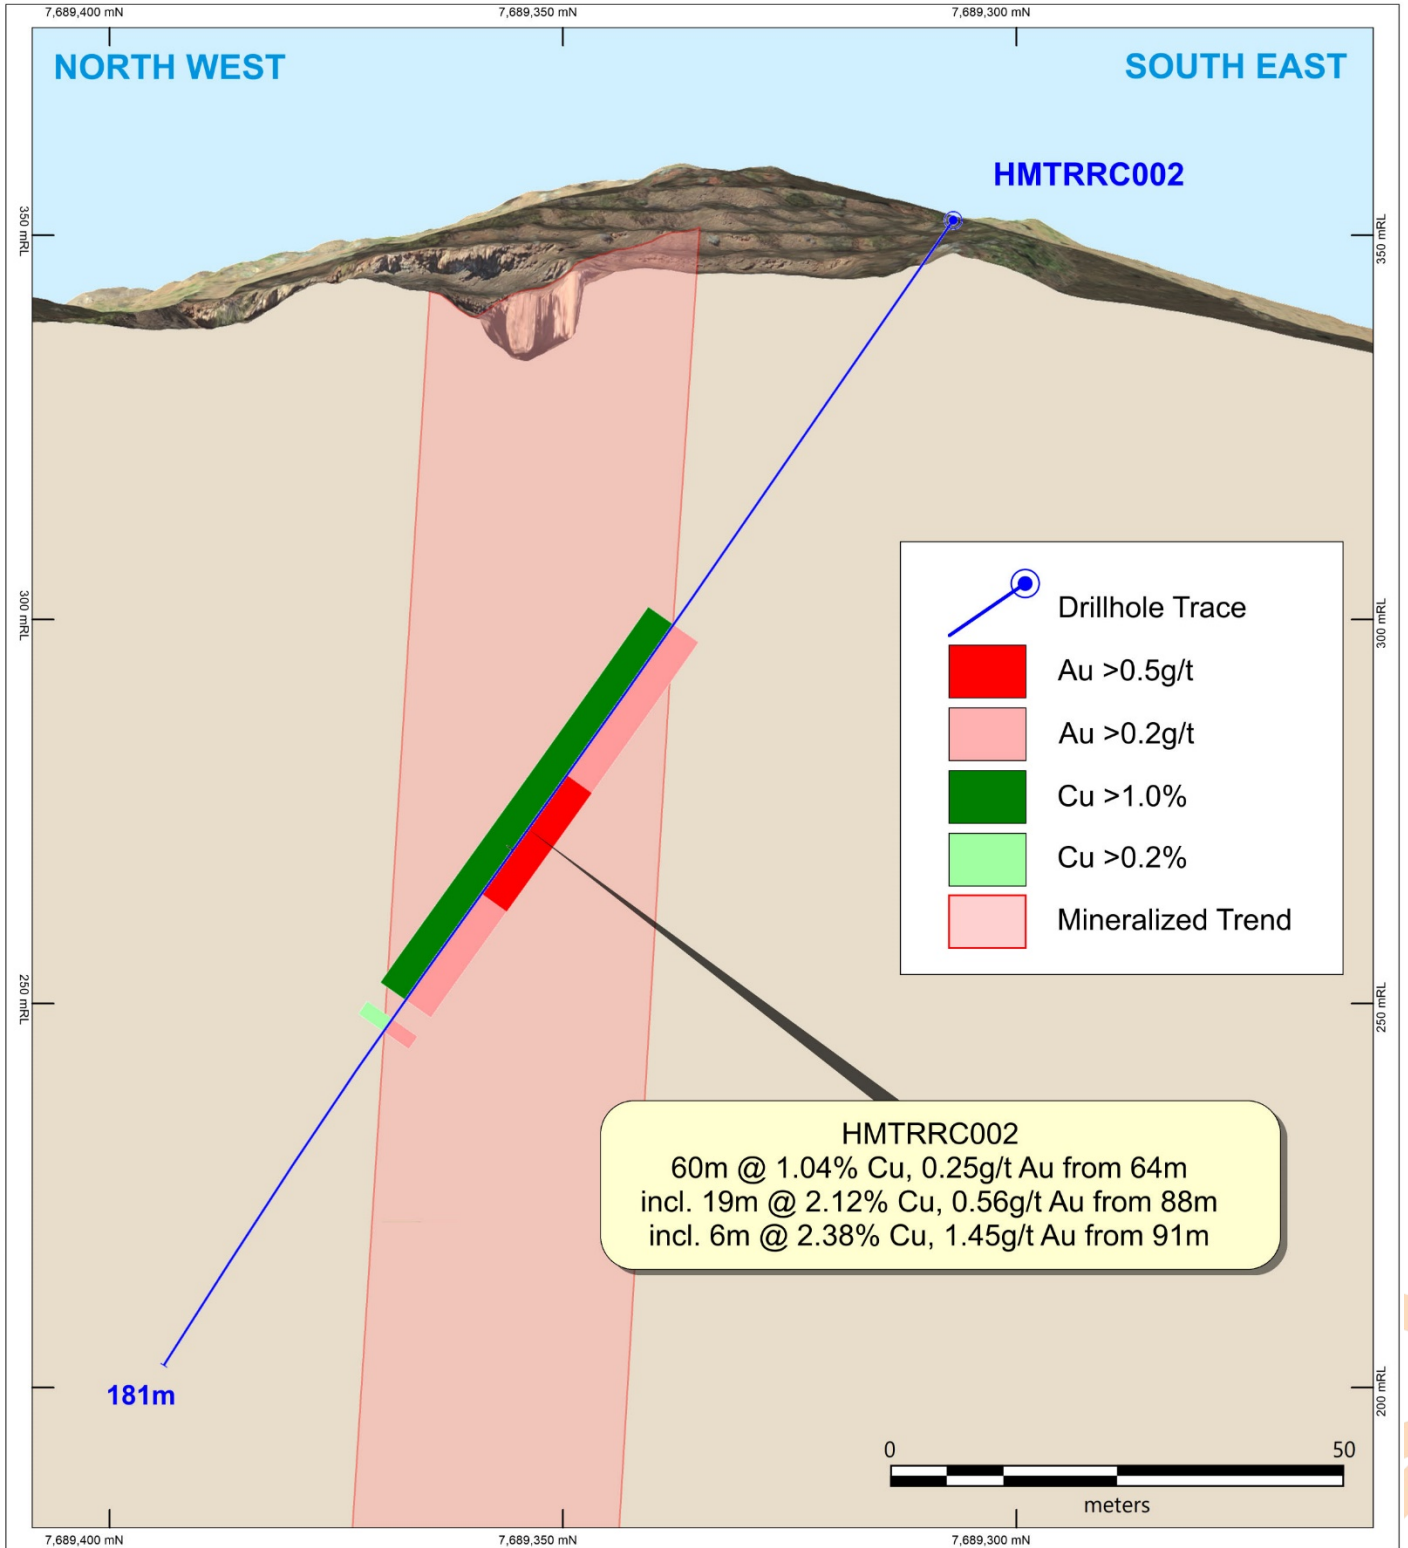 7,689,400 mN
7,689,350 mN
7,689,300 mN
NORTH WEST
SOUTH EAST
HMTRRC002
350 mRL
350 mRL
300 mRL
300 mRL
Drillhole Trace
Au >0.5g/t
Au >0.2g/t
Cu >1.0%
Cu >0.2%
Mineralized Trend
250 mRL
250 mRL
HMTRRC002
60m @ 1.04% Cu, 0.25g/t Au from 64m
incl. 19m @ 2.12% Cu, 0.56g/t Au from 88m
incl. 6m @ 2.38% Cu, 1.45g/t Au from 91m
181m
200 mRL
0
50
meters
7,689,400 mN
7,689,350 mN
7,689,300 mN